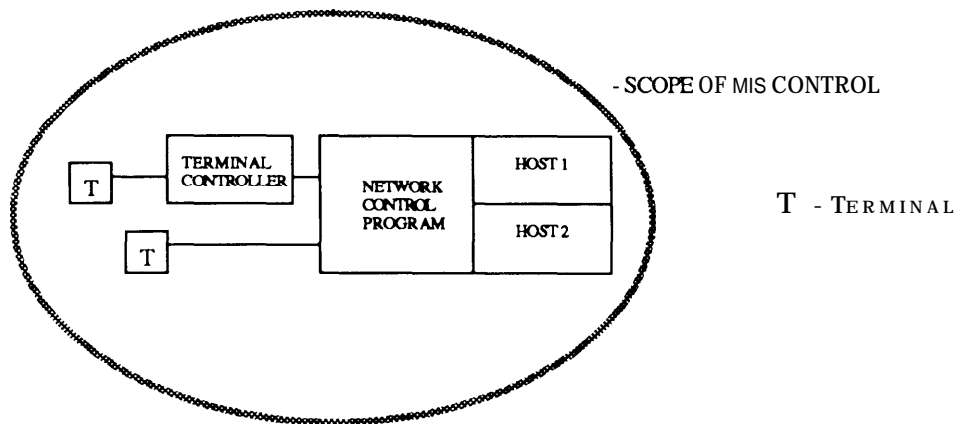 - SCOPE OF MIS CONTROL
T
TERMINAL
CONTROLLER
NETWORK
CONTROL
PROGRAM
HOST 1
T - TERMINAL
HOST 2
T